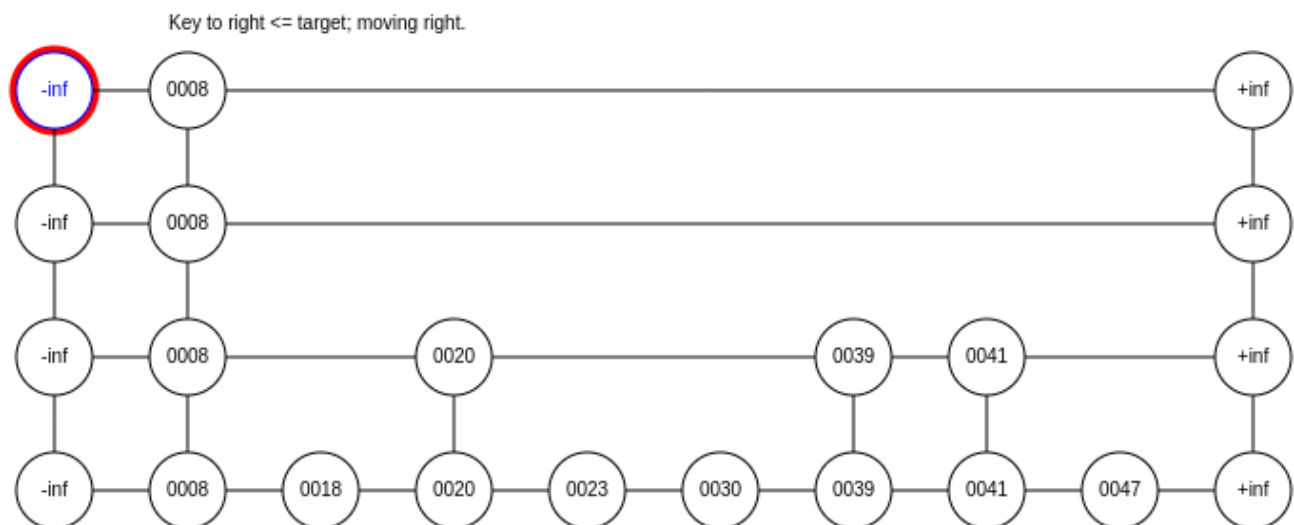 Key to right <= target; moving right.
-inf 0008 +inf
-inf 0008 +inf
-inf 0008 0020 0039 0041 +inf
-inf 0008 0018 0020 0023 0030 0039 0041 0047 +inf